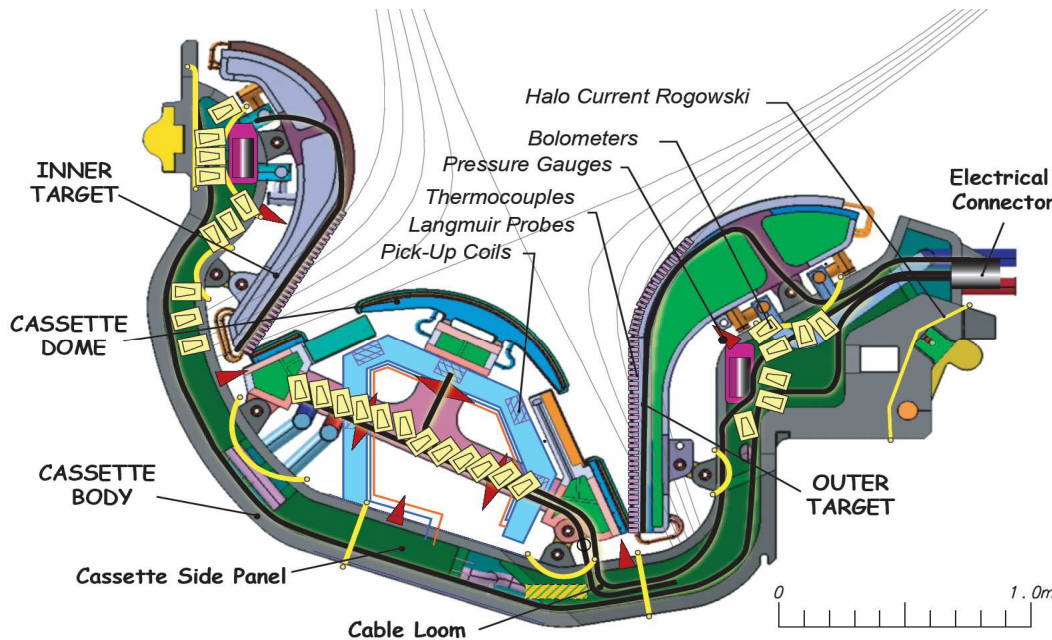 Halo Current Rogowski
Bolometers
Pressure Gauges
Thermocouples
Langmuir Probes
Pick-Up Coils
INNER
TARGET
Electrical
Connector
CASSETTE
DOME
CASSETTE
BODY
OUTER
TARGET
Cassette Side Panel
Cable Loom
0
1.0m